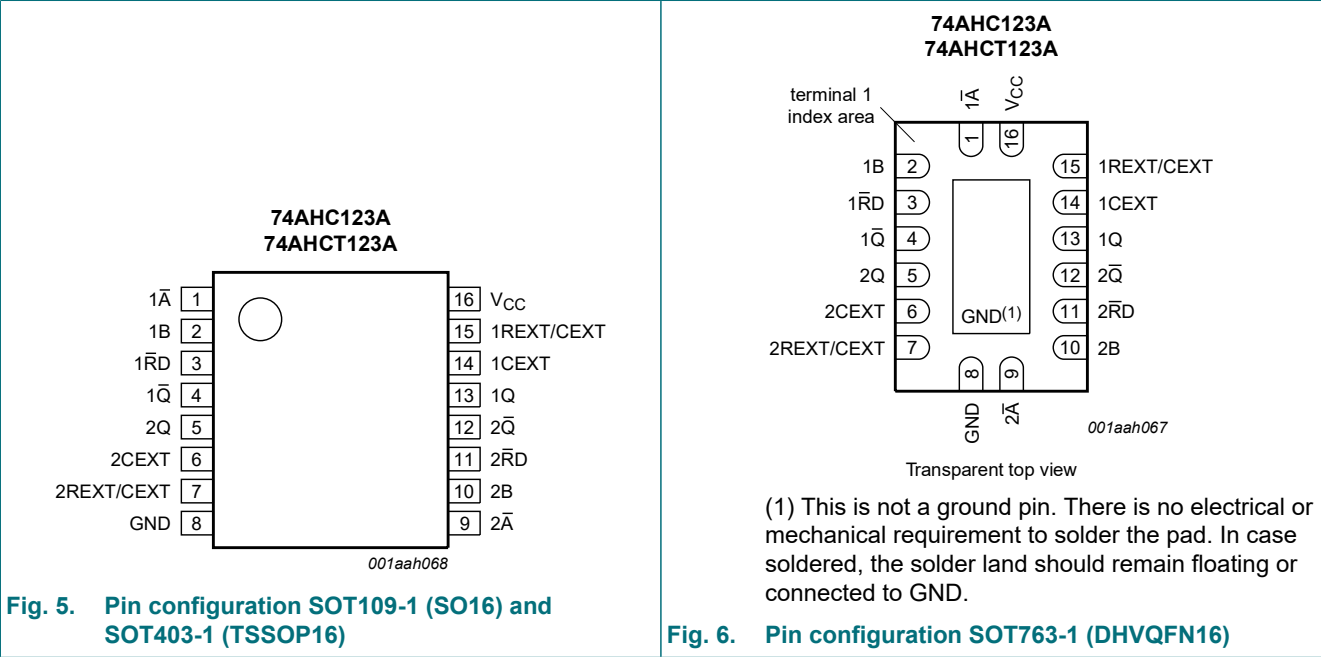 74AHC123A
74AHCT123A
1A̅ 1
1B 2
1R̅D 3
1Q̅ 4
2Q 5
2CEXT 6
2REXT/CEXT 7
GND 8
16 VCC
15 1REXT/CEXT
14 1CEXT
13 1Q
12 2Q̅
11 2R̅D
10 2B
9 2A̅
001aah068
Fig. 5. Pin configuration SOT109-1 (SO16) and
SOT403-1 (TSSOP16)
74AHC123A
74AHCT123A
terminal 1
index area
1A̅
VCC
1
16
1B 2
1R̅D 3
1Q̅ 4
2Q 5
2CEXT 6
2REXT/CEXT 7
15 1REXT/CEXT
14 1CEXT
13 1Q
12 2Q̅
11 2R̅D
10 2B
GND(1)
8
9
GND
2A̅
001aah067
Transparent top view
(1) This is not a ground pin. There is no electrical or
mechanical requirement to solder the pad. In case
soldered, the solder land should remain floating or
connected to GND.
Fig. 6. Pin configuration SOT763-1 (DHVQFN16)